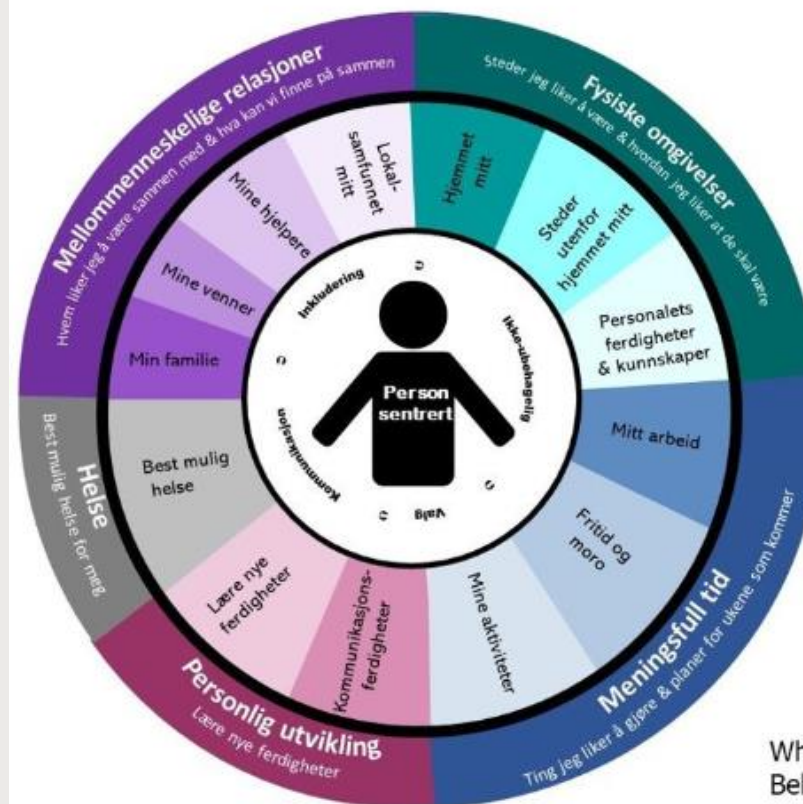 Mellommenneskelige relasjoner
Hvem liker jeg å være sammen med & hva kan vi finne på sammen
Fysiske omgivelser
Steder jeg liker å være & hvordan jeg liker at de skal være
Meningsfull tid
Ting jeg liker å gjøre & planer for ukene som kommer
Personlig utvikling
Lære nye ferdigheter
Helse
Best mulig helse for meg
Lokal-
samfunnet
mitt
Hjemmet
mitt
Steder
utenfor
hjemmet mitt
Personalets
ferdigheter
& kunnskaper
Mitt arbeid
Fritid og
moro
Mine aktiviteter
Kommunikasjons-
ferdigheter
Lære nye
ferdigheter
Best mulig
helse
Min familie
Mine venner
Mine hjelpere
Inkludering
Ikke-ubehagelig
Valg
Kommunikasjon
Person
sentrert
Wh
Bel